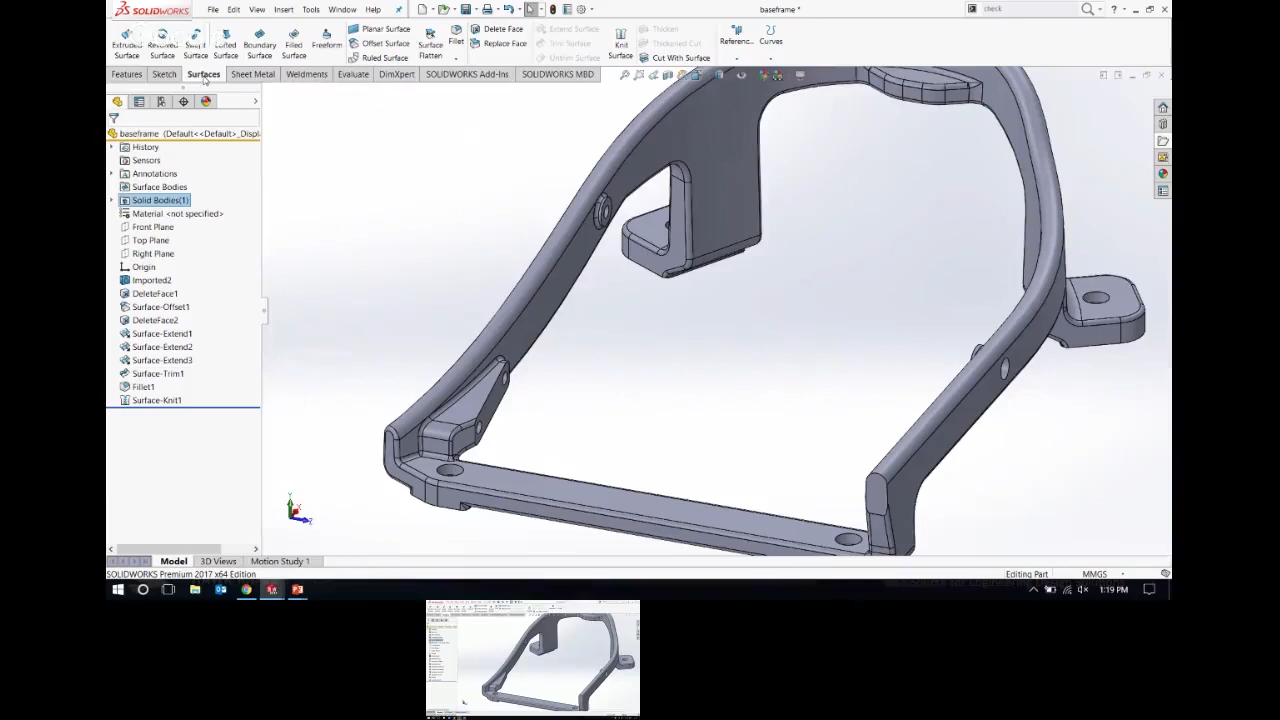 SOLIDWORKS File Edit View Insert Tools Window Help baseframe * check
Extruded Surface
Surface
Surface
Lofted Surface
Boundary Surface
Filled Surface
Freeform
Planar Surface
Offset Surface
Ruled Surface
Surface Flatten
Fillet
Delete Face
Replace Face
Extend Surface
Trim Surface
Untrim Surface
Knit Surface
Thicken
Thickened Cut
Cut With Surface
Referenc...
Curves
Features Sketch Surfaces Sheet Metal Weldments Evaluate DimXpert SOLIDWORKS Add-Ins SOLIDWORKS MBD
baseframe (Default<<Default>_Displ
History
Sensors
Annotations
Surface Bodies
Solid Bodies(1)
Material <not specified>
Front Plane
Top Plane
Right Plane
Origin
Imported2
DeleteFace1
Surface-Offset1
DeleteFace2
Surface-Extend1
Surface-Extend2
Surface-Extend3
Surface-Trim1
Fillet1
Surface-Knit1
Y
X
Z
Model 3D Views Motion Study 1
SOLIDWORKS Premium 2017 x64 Edition Editing Part MMGS
1:19 PM